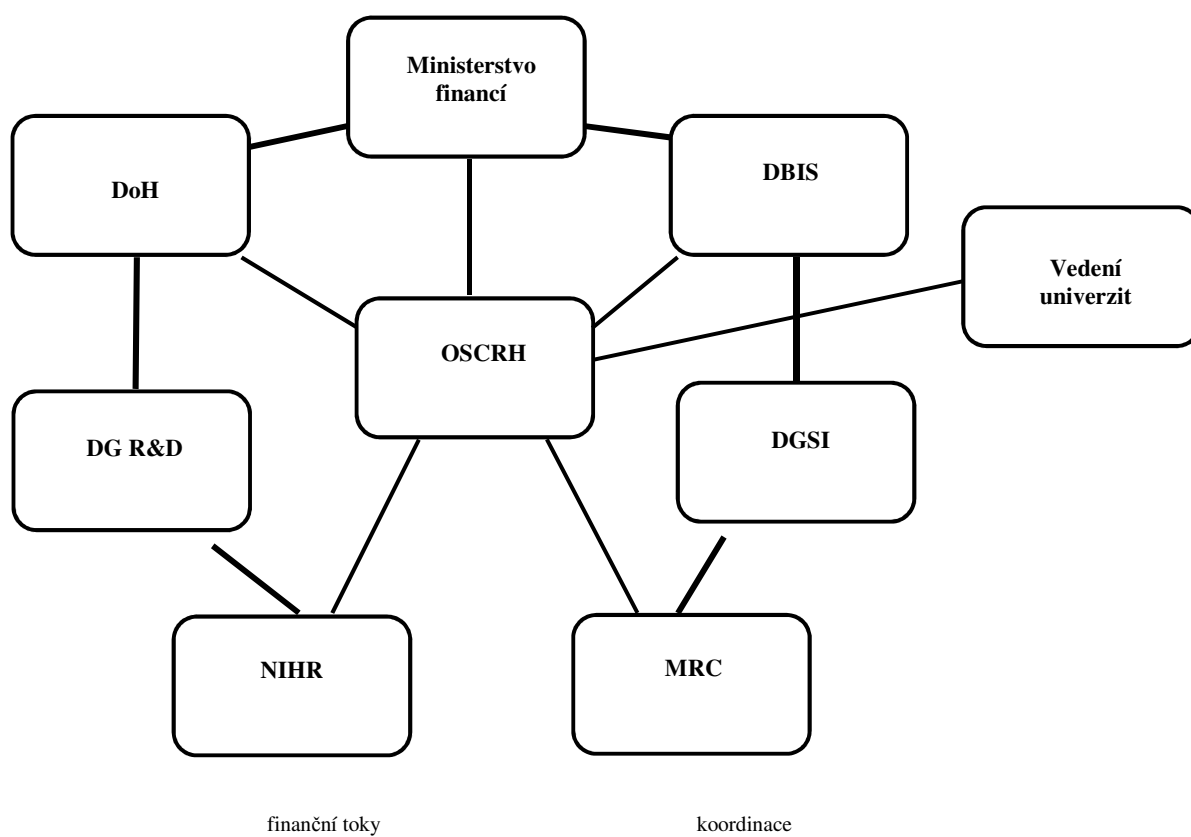 Ministerstvo
financí
DoH
DBIS
Vedení
univerzit
OSCRH
DG R&D
DGSI
NIHR
MRC
finanční toky
koordinace